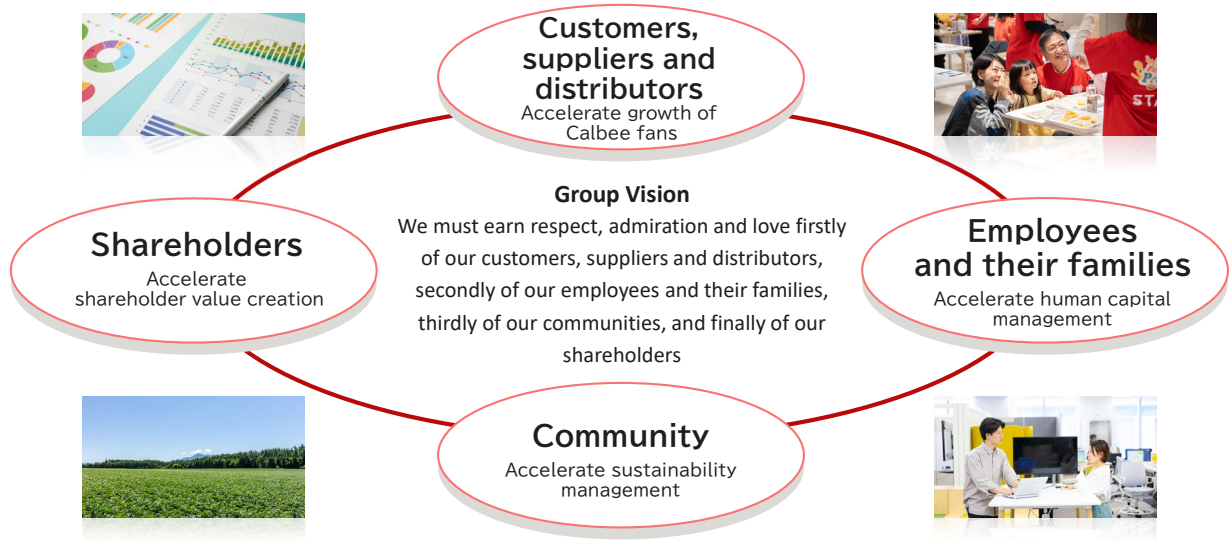 Customers,
suppliers and
distributors
Accelerate growth of
Calbee fans
Group Vision
We must earn respect, admiration and love firstly
of our customers, suppliers and distributors,
secondly of our employees and their families,
thirdly of our communities, and finally of our
shareholders
Shareholders
Accelerate
shareholder value creation
Employees
and their families
Accelerate human capital
management
Community
Accelerate sustainability
management